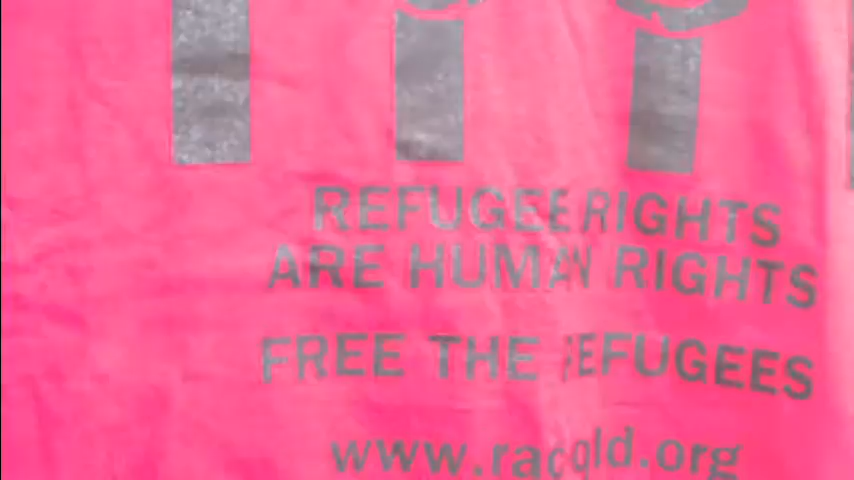 REFUGEE RIGHTS
ARE HUMAN RIGHTS
FREE THE REFUGEES
www.racqld.org